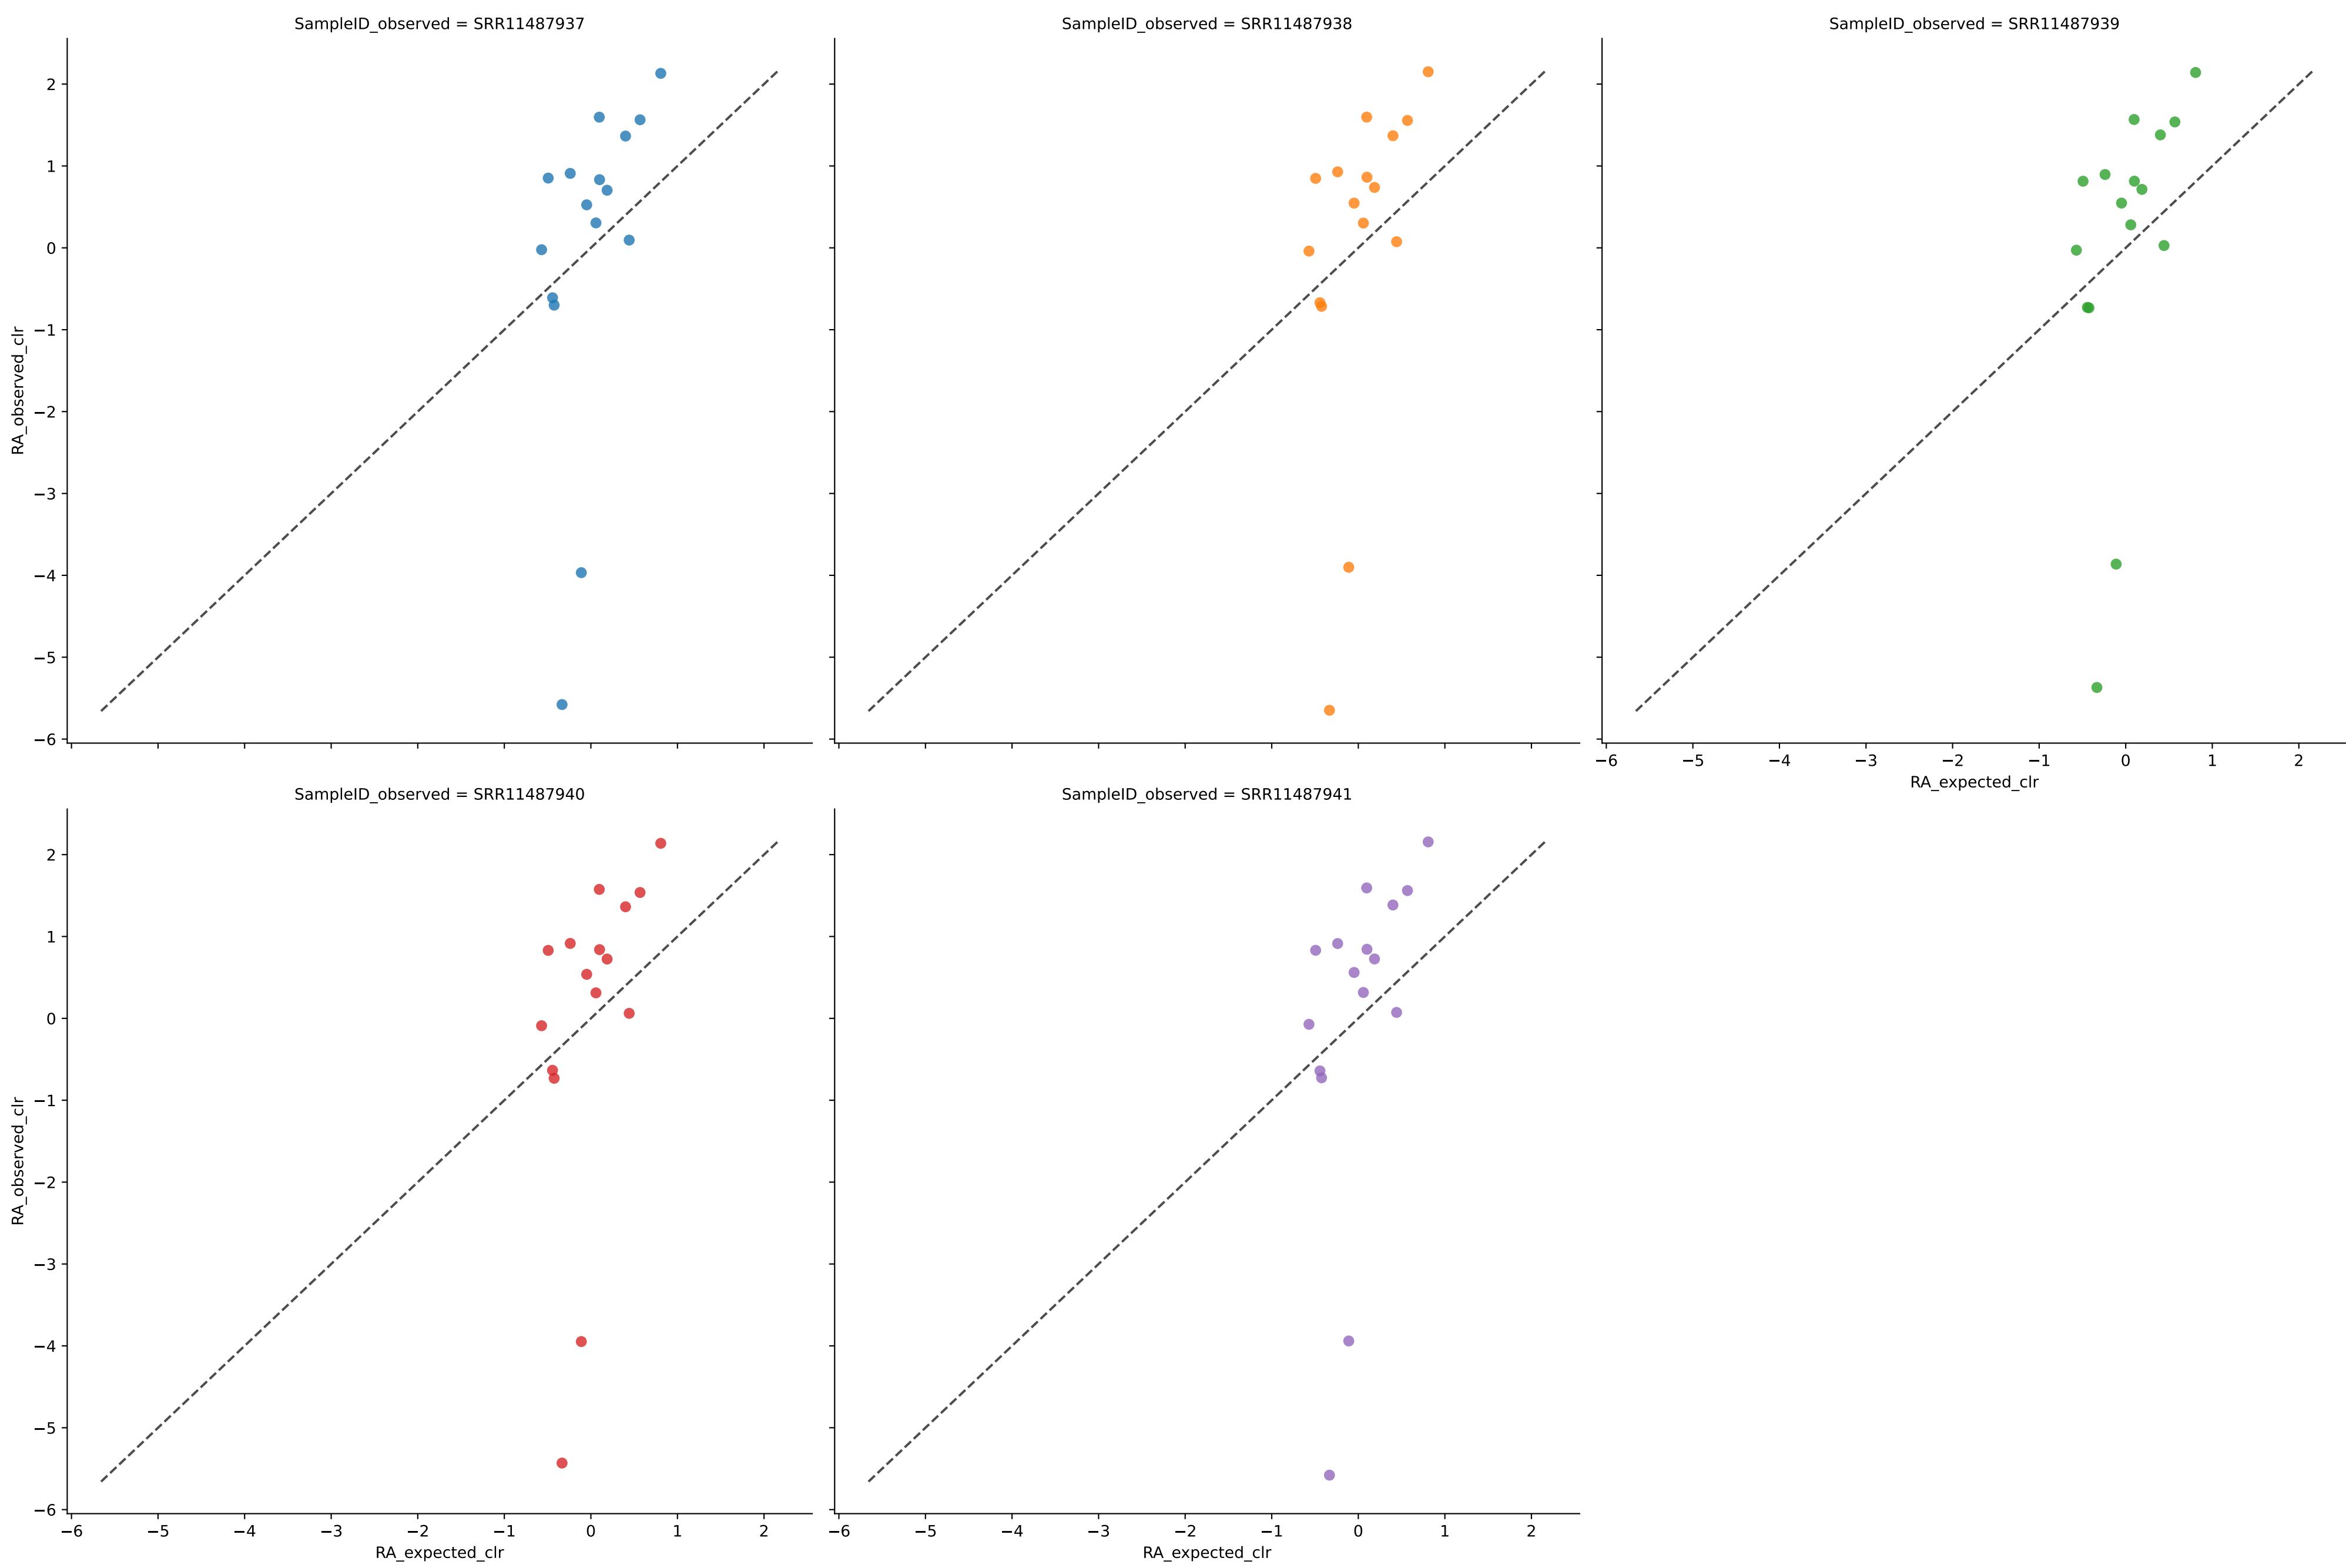 SampleID_observed = SRR11487937
SampleID_observed = SRR11487938
SampleID_observed = SRR11487939
2
1
0
−1
−2
−3
−4
−5
−6
RA_observed_clr
−6 −5 −4 −3 −2 −1 0 1 2
RA_expected_clr
SampleID_observed = SRR11487940
SampleID_observed = SRR11487941
2
1
0
−1
−2
−3
−4
−5
−6
RA_observed_clr
−6 −5 −4 −3 −2 −1 0 1 2
−6 −5 −4 −3 −2 −1 0 1 2
RA_expected_clr
RA_expected_clr